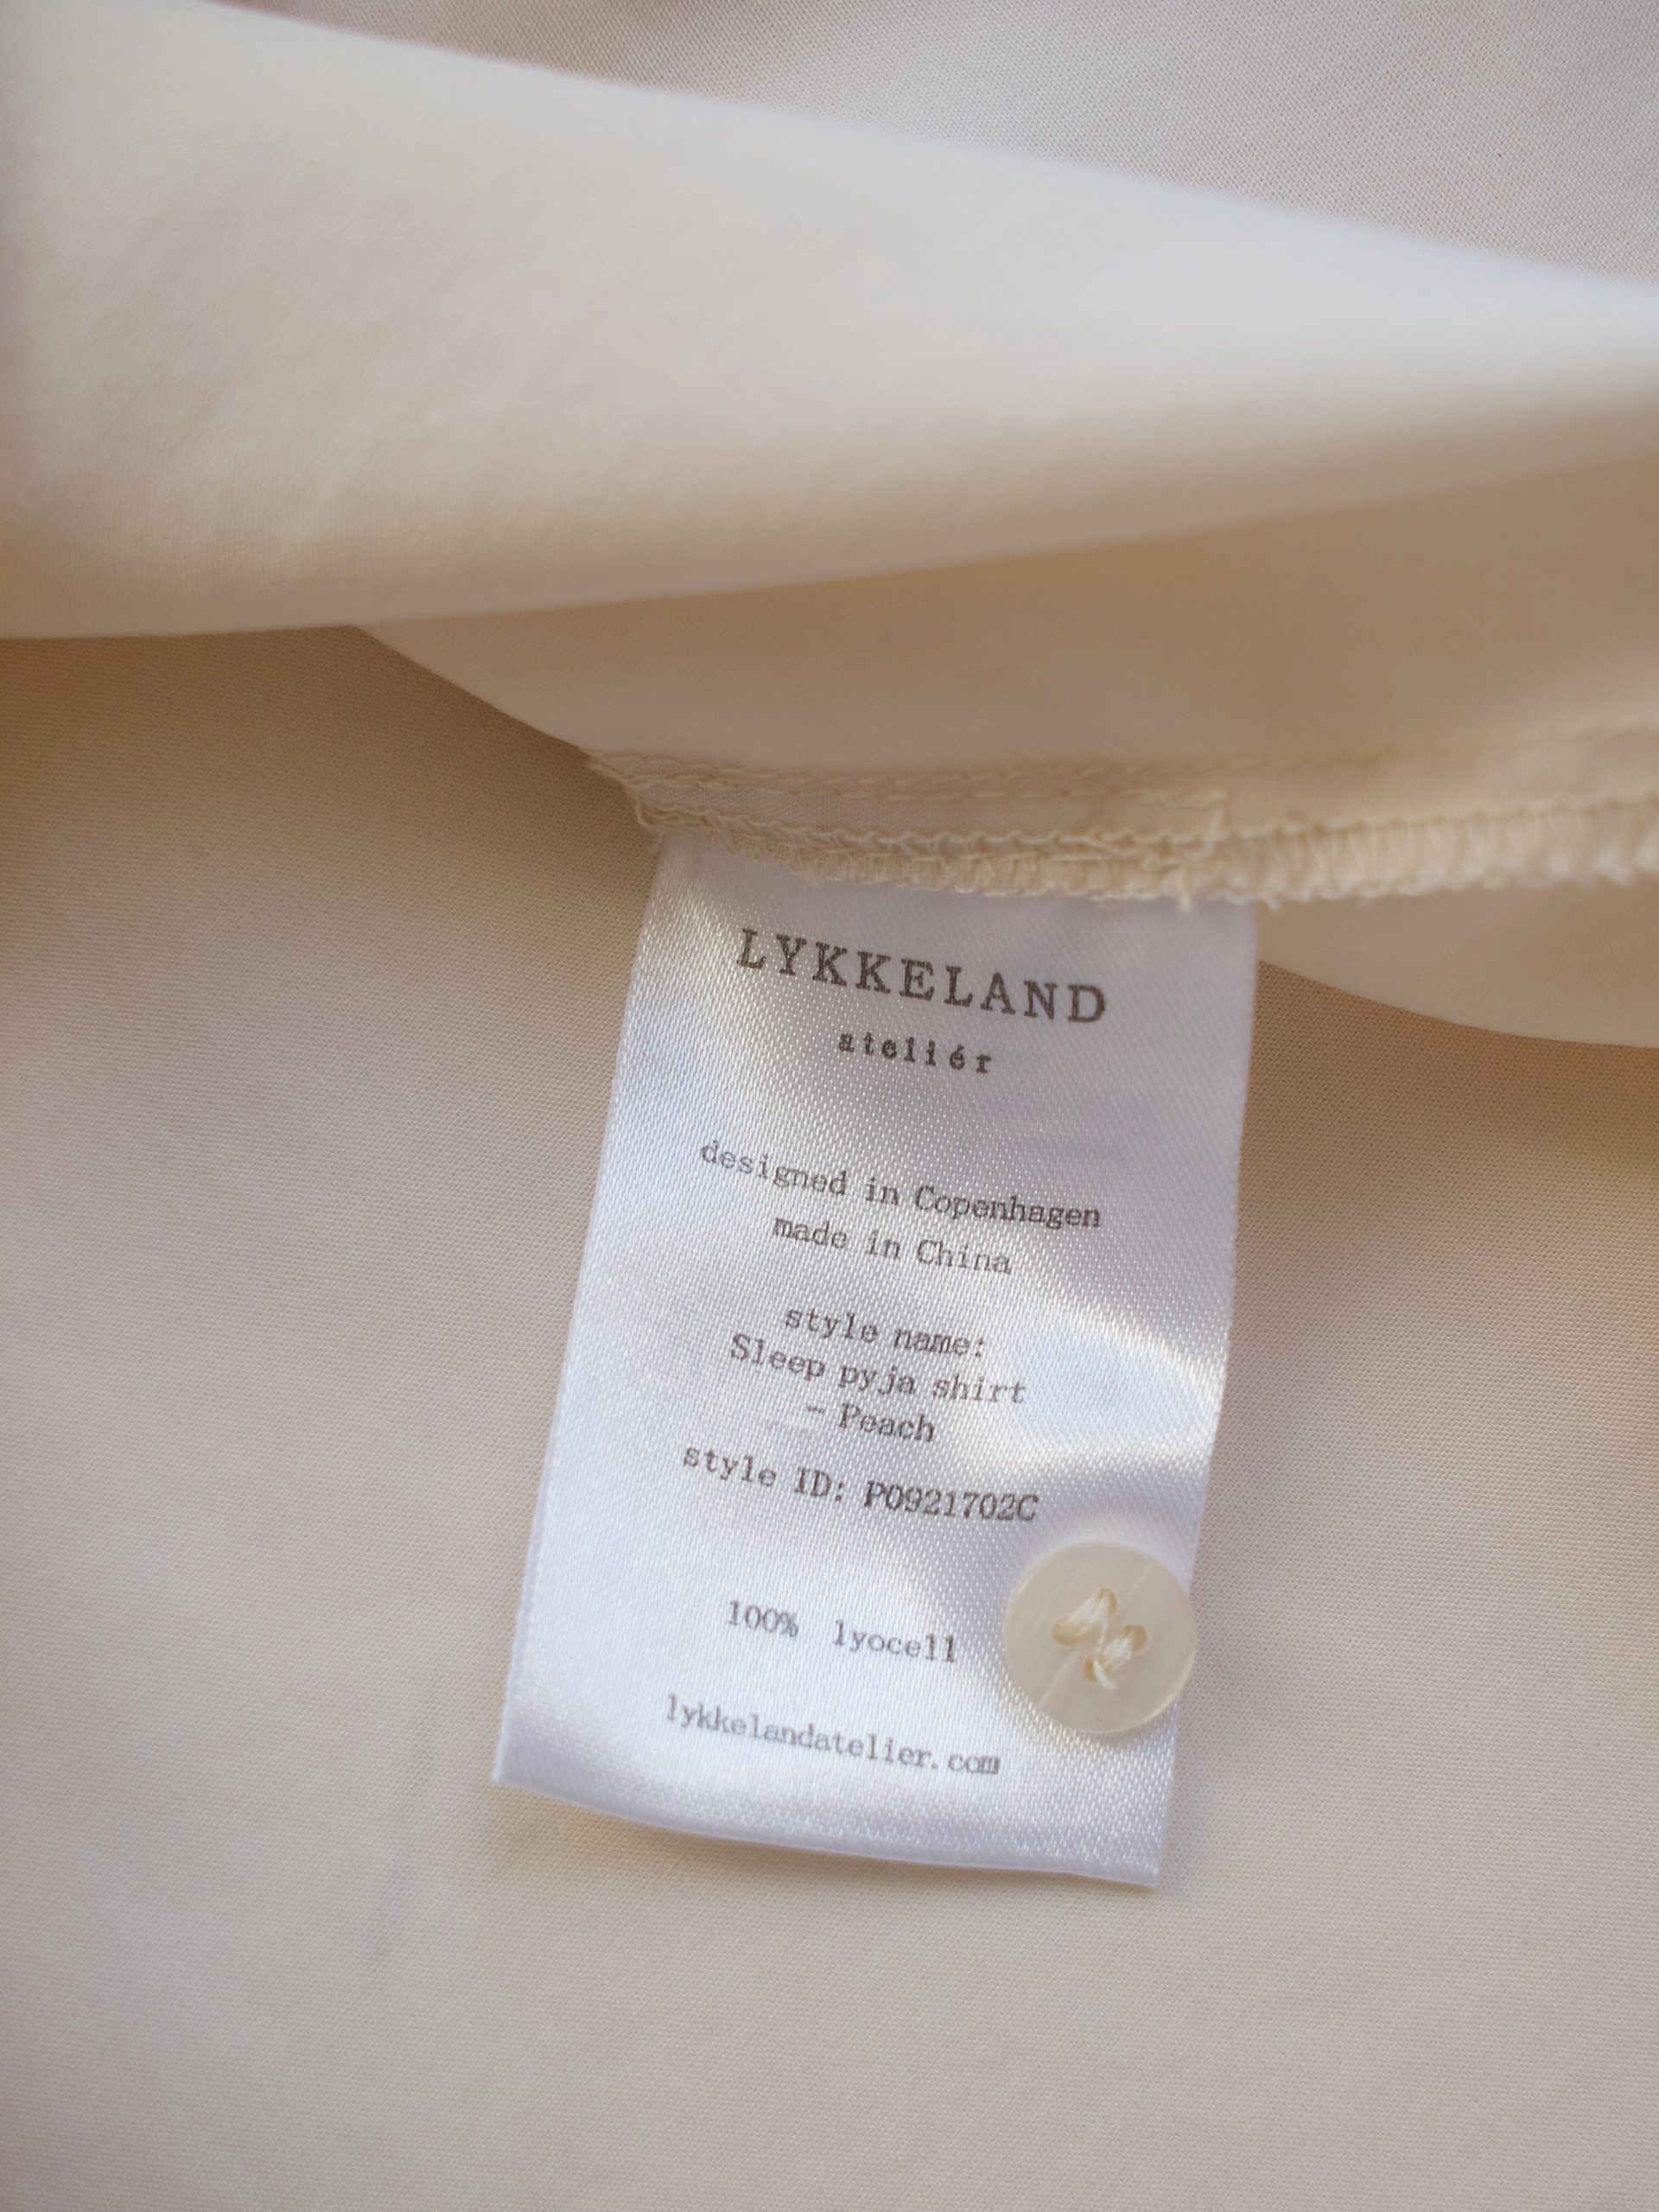 LYKKELAND
ateliér
designed in Copenhagen
made in China
style name:
Sleep pyja shirt
- Peach
style ID: P0921702C
100% lyocell
lykkelandatelier.com